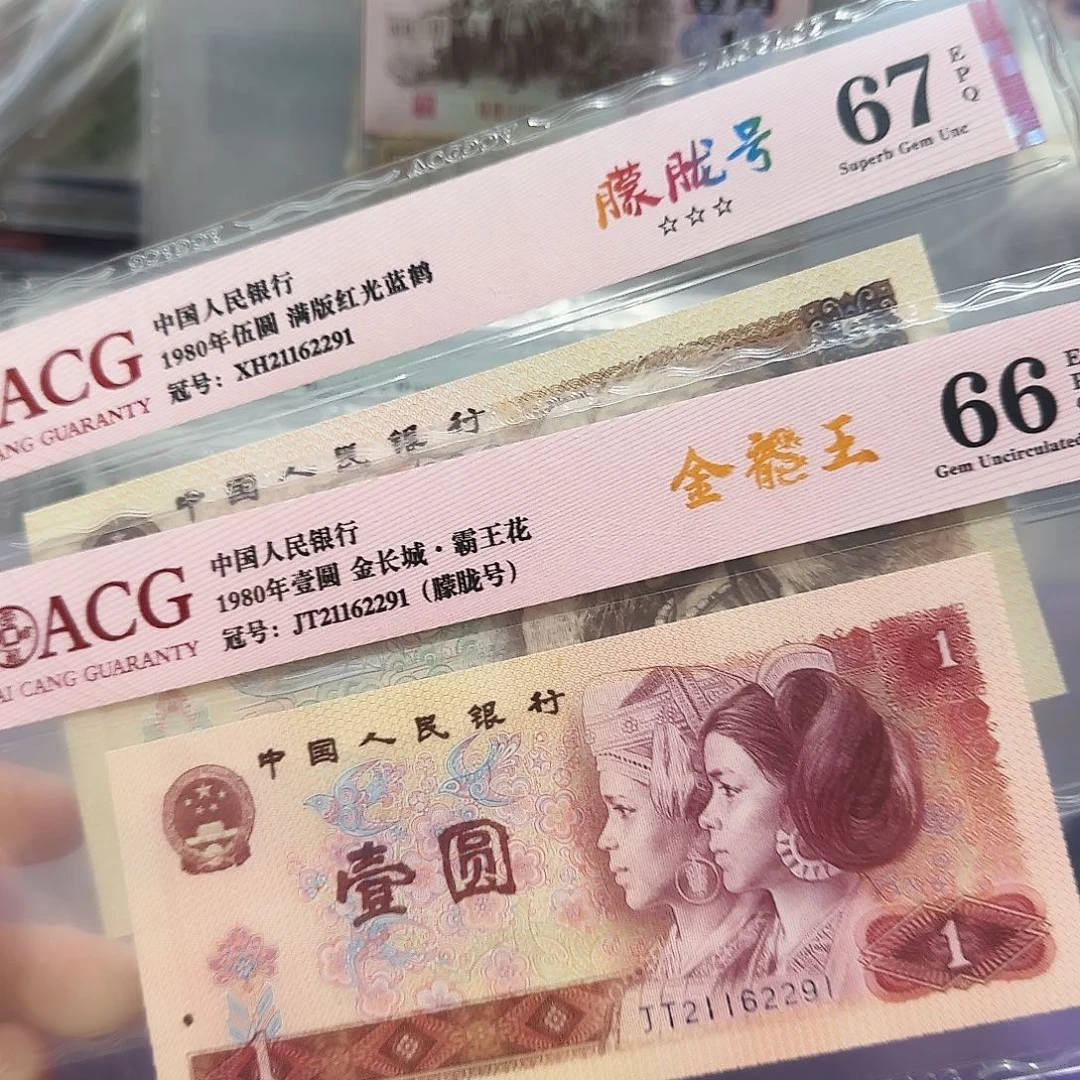 67
EPQ
Superb Gem Unc
朦胧号
☆☆☆
中国人民银行
1980年伍圆 满版红光蓝鹤
冠号：XH21162291
ACG
GUARANTY
中国人民银行
66
Gem Uncirculated
金龍王
中国人民银行
1980年壹圆 金长城·霸王花
冠号：JT21162291（朦胧号）
ACG
CANG GUARANTY
中国人民银行
1
壹圆
1
JT21162291
1